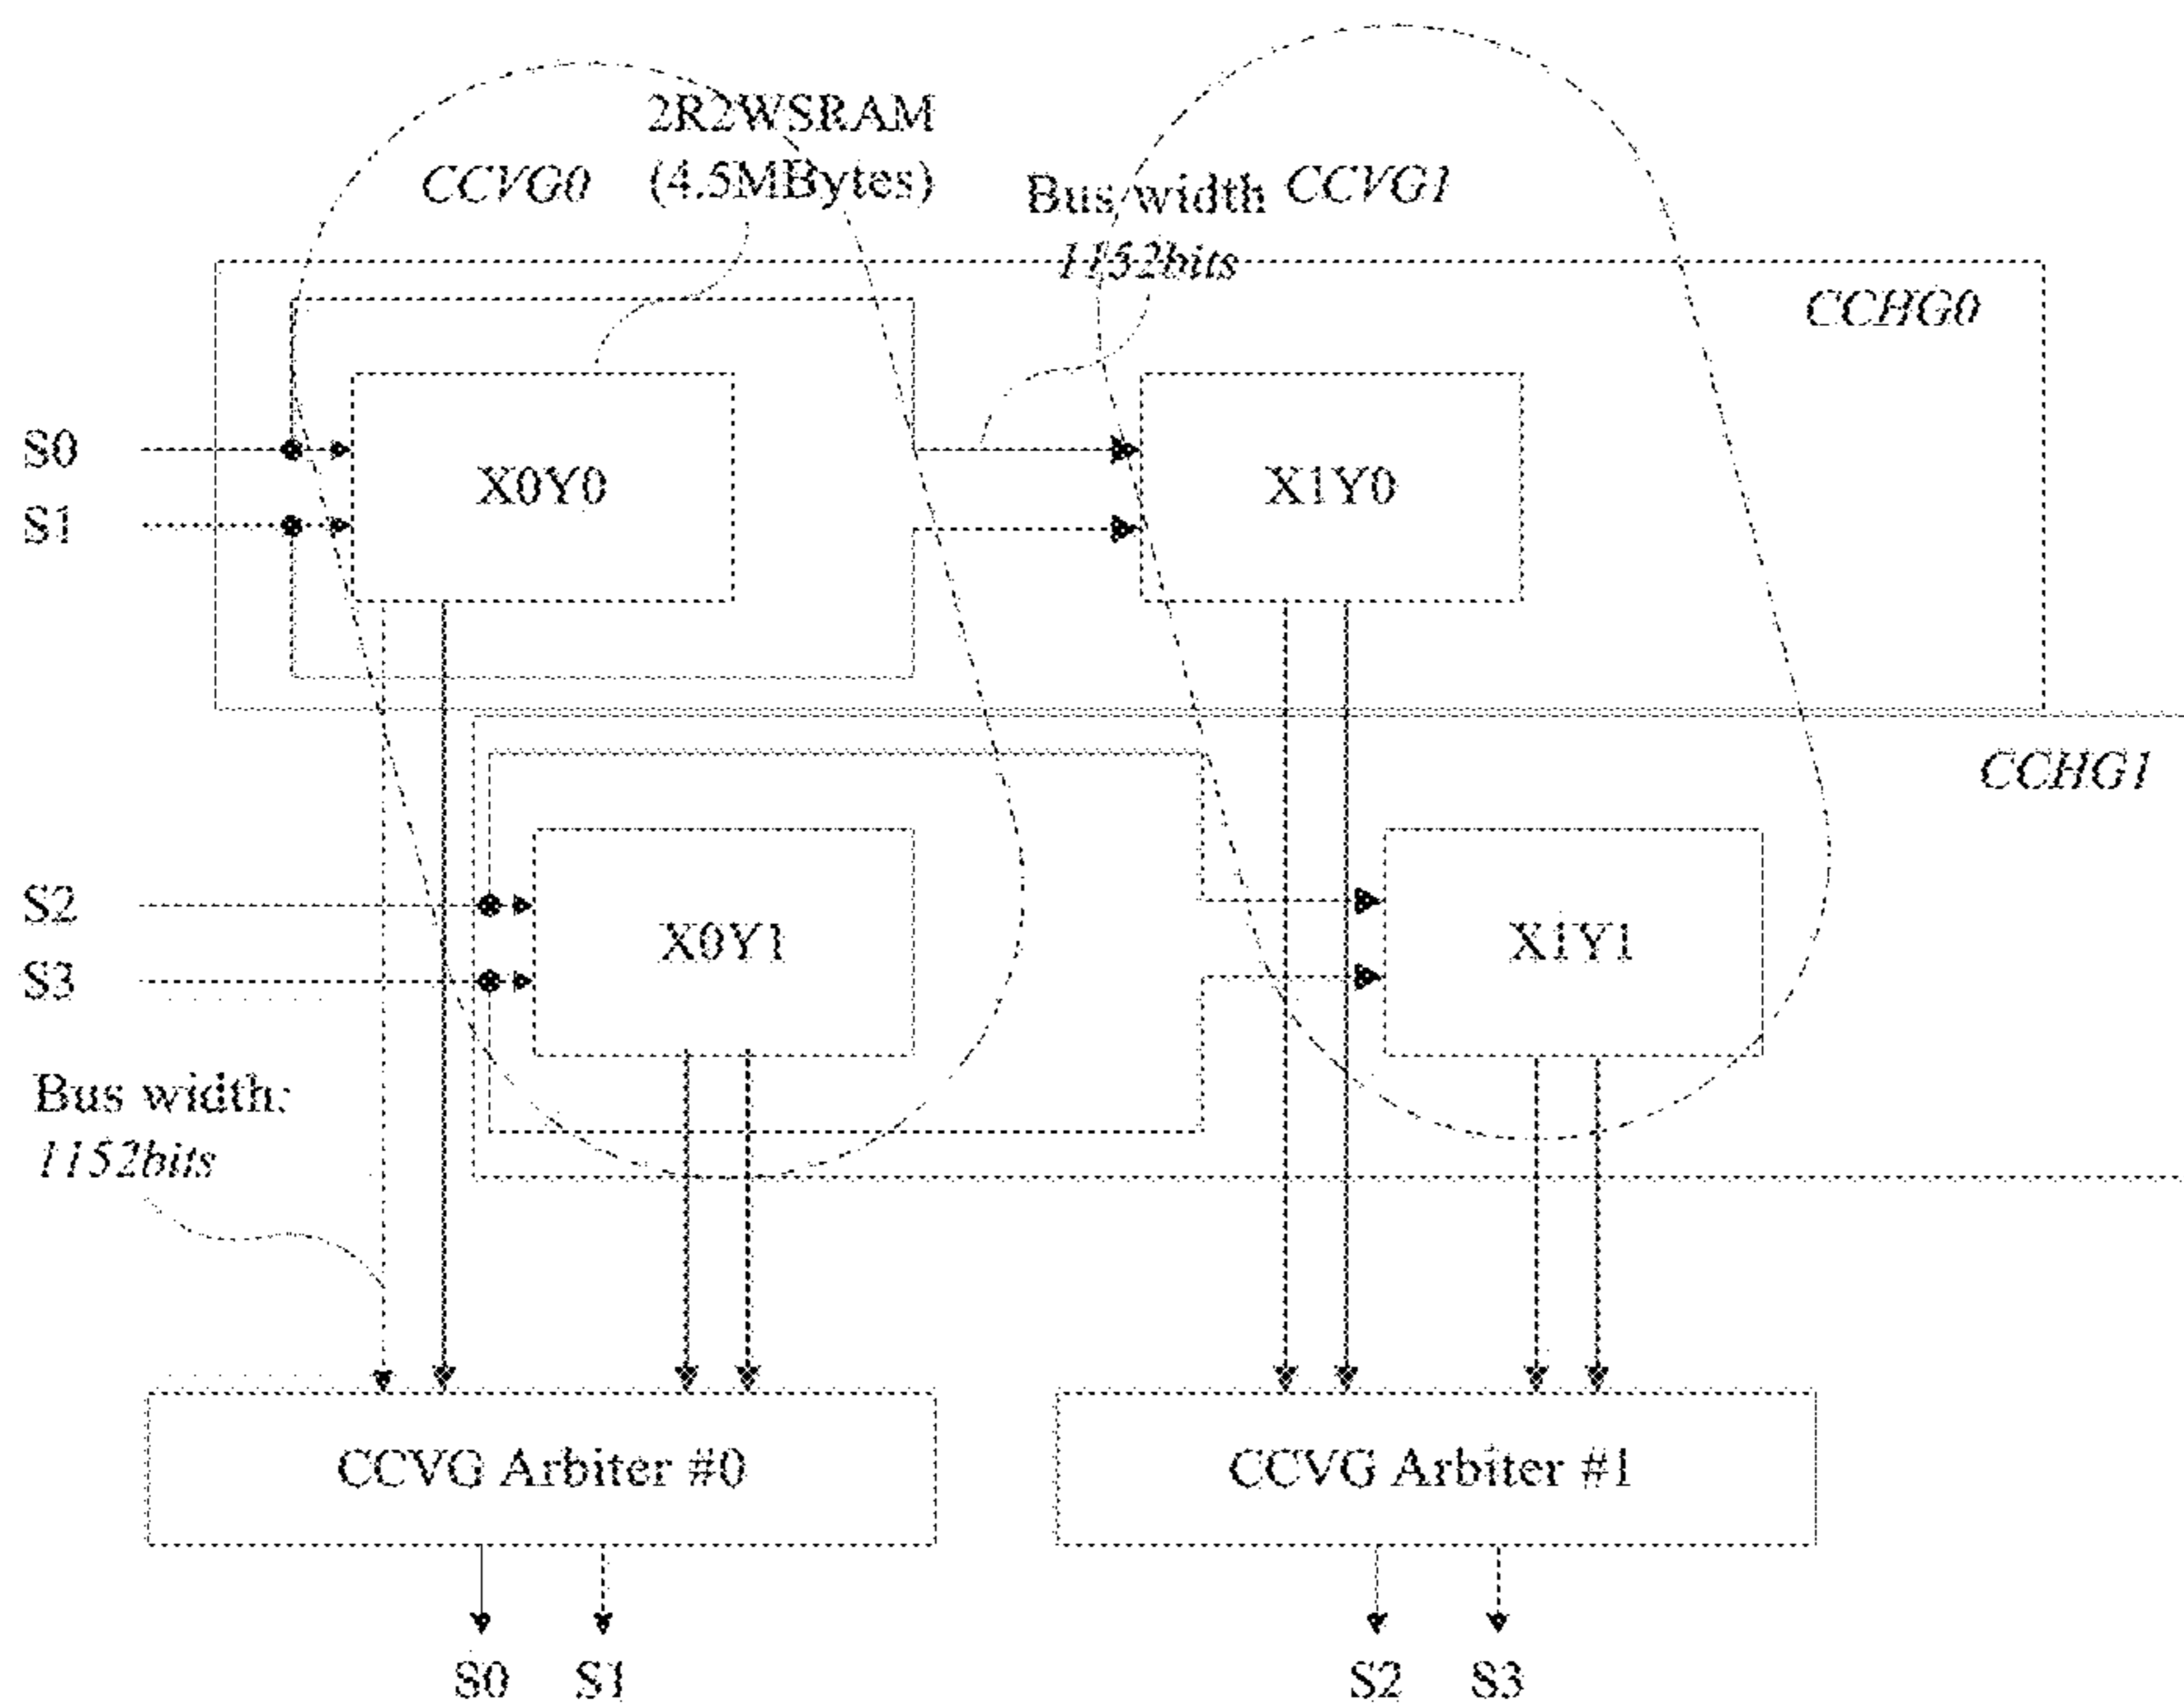 2R2WSRAM
CCVG0 (4.5MBytes)
Bus width CCVG1
1152bits
CCHG0
S0
X0Y0 X1Y0
S1
CCHG1
S2
X0Y1 X1Y1
S3
Bus width:
1152bits
CCVG Arbiter #0 CCVG Arbiter #1
S0 S1 S2 S3